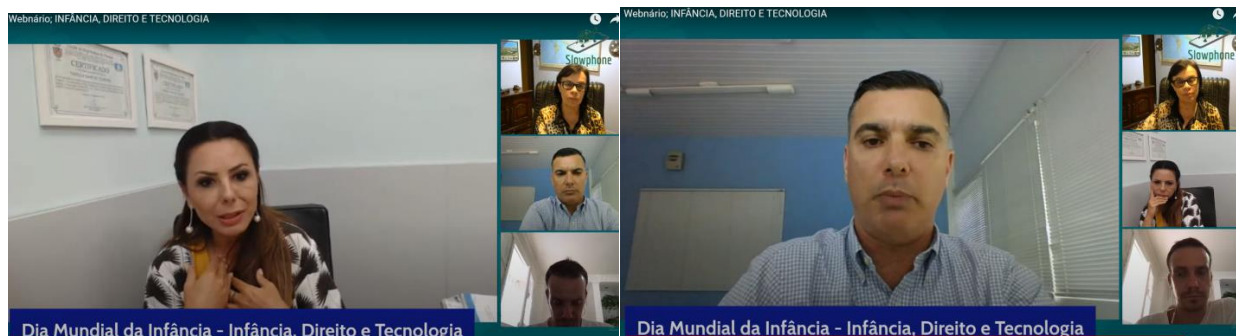 Webnário; INFÂNCIA, DIREITO E TECNOLOGIA
Slowphone
CERTIFICADO
Dia Mundial da Infância - Infância, Direito e Tecnologia
Webnário; INFÂNCIA, DIREITO E TECNOLOGIA
Slowphone
Dia Mundial da Infância - Infância, Direito e Tecnologia